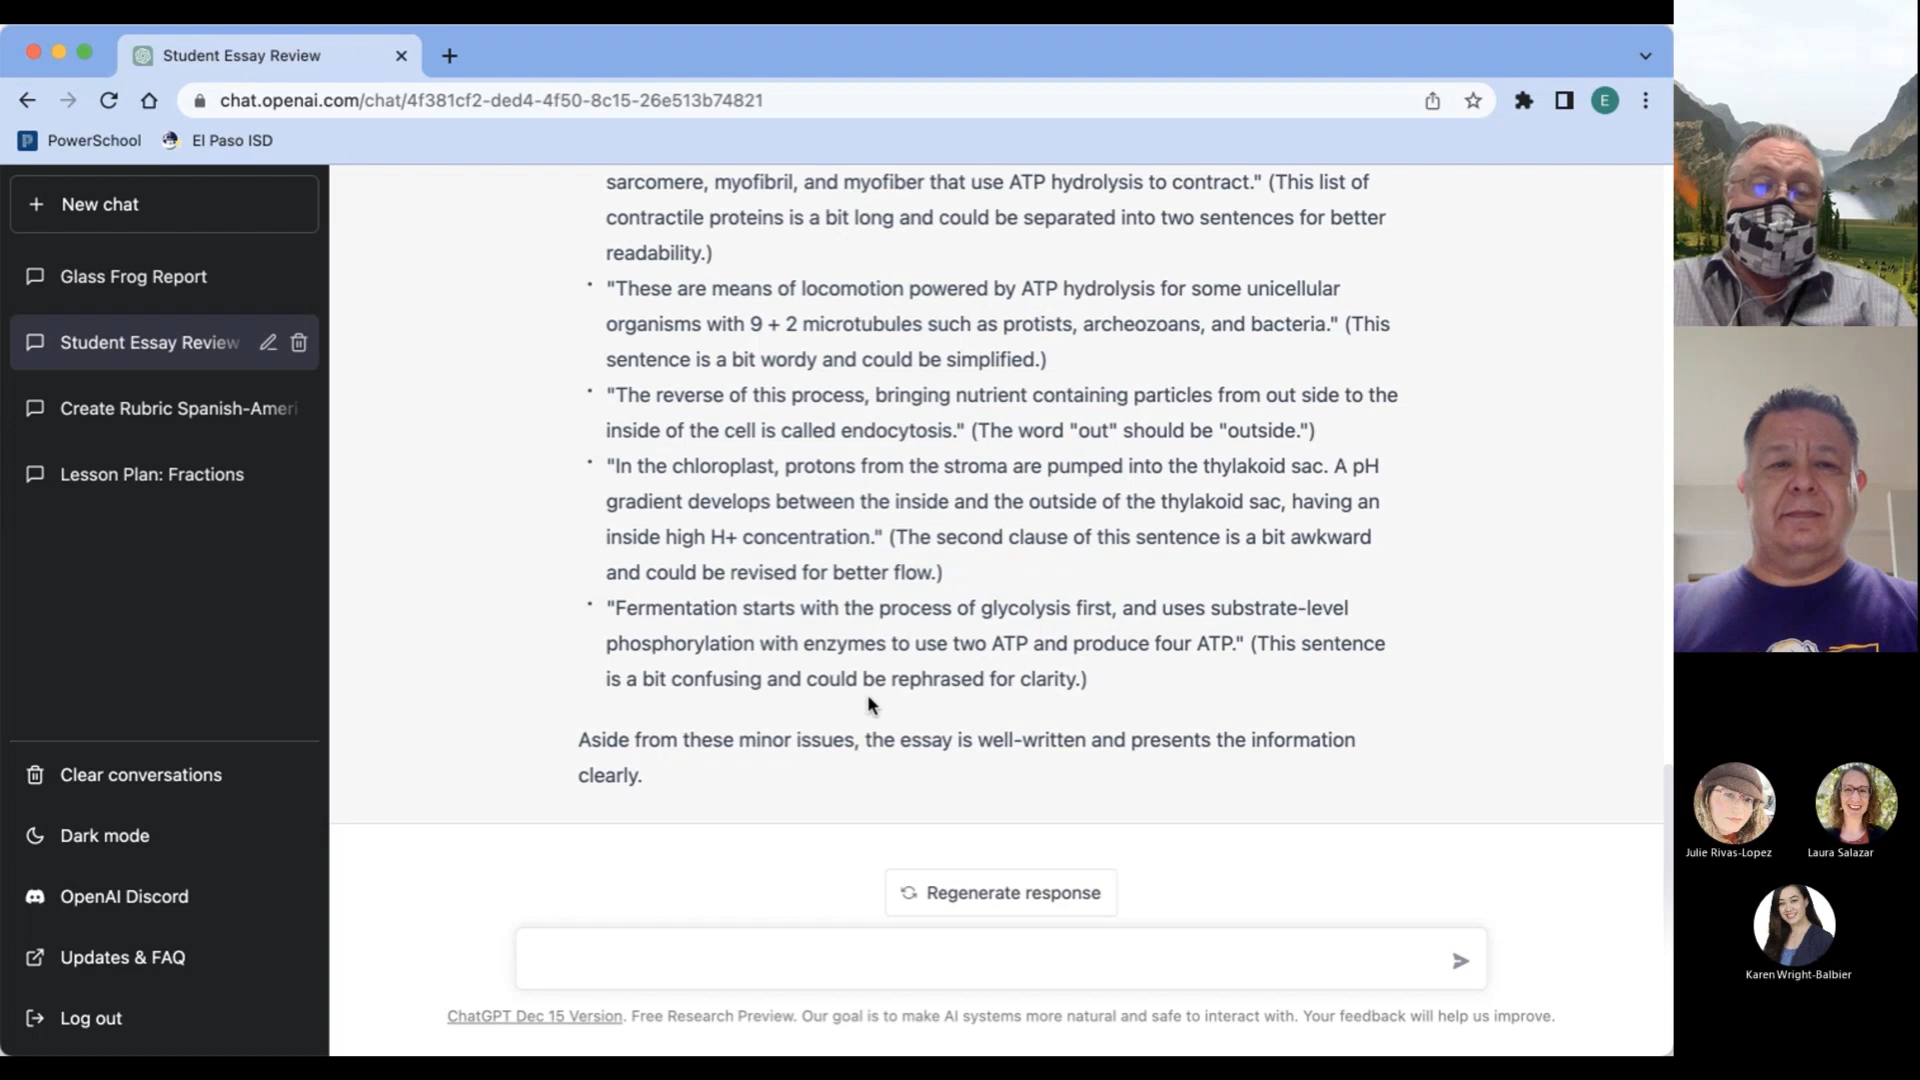 Student Essay Review
chat.openai.com/chat/4f381cf2-ded4-4f50-8c15-26e513b74821
E
PowerSchool
El Paso ISD
New chat
Glass Frog Report
Student Essay Review
Create Rubric Spanish-Ameri
Lesson Plan: Fractions
Clear conversations
Dark mode
OpenAI Discord
Updates & FAQ
Log out
sarcomere, myofibril, and myofiber that use ATP hydrolysis to contract." (This list of
contractile proteins is a bit long and could be separated into two sentences for better
readability.)
"These are means of locomotion powered by ATP hydrolysis for some unicellular
organisms with 9 + 2 microtubules such as protists, archeozoans, and bacteria." (This
sentence is a bit wordy and could be simplified.)
"The reverse of this process, bringing nutrient containing particles from out side to the
inside of the cell is called endocytosis." (The word "out" should be "outside.")
"In the chloroplast, protons from the stroma are pumped into the thylakoid sac. A pH
gradient develops between the inside and the outside of the thylakoid sac, having an
inside high H+ concentration." (The second clause of this sentence is a bit awkward
and could be revised for better flow.)
"Fermentation starts with the process of glycolysis first, and uses substrate-level
phosphorylation with enzymes to use two ATP and produce four ATP." (This sentence
is a bit confusing and could be rephrased for clarity.)
Aside from these minor issues, the essay is well-written and presents the information
clearly.
Regenerate response
ChatGPT Dec 15 Version. Free Research Preview. Our goal is to make AI systems more natural and safe to interact with. Your feedback will help us improve.
Julie Rivas-Lopez
Laura Salazar
Karen Wright-Balbier